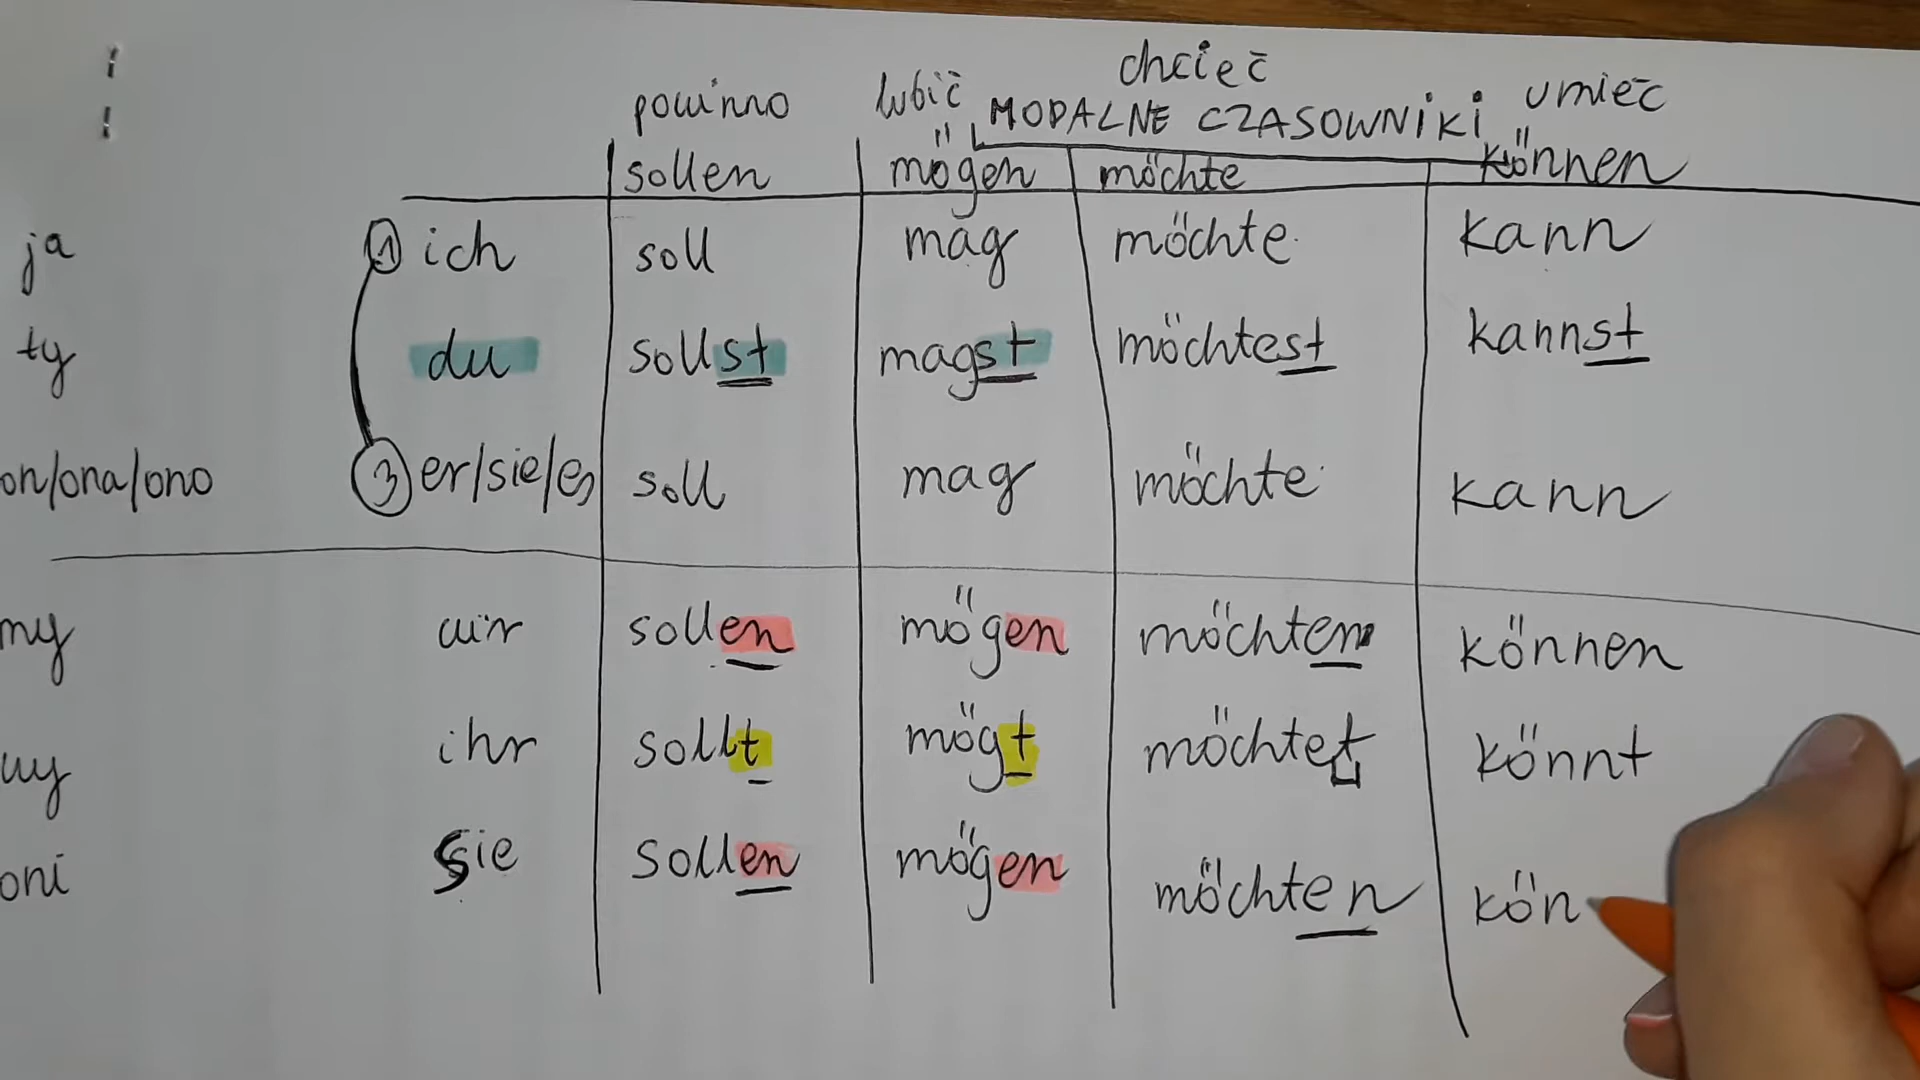 chcieć
powinno lubić MODALNE CZASOWNIKI umieć
sollen mögen möchte können
ja ① ich soll mag möchte kann
ty du sollst magst möchtest kannst
on/ona/ono ③ er/sie/es soll mag möchte kann
my wir sollen mögen möchten können
wy ihr sollt mögt möchtet könnt
oni sie sollen mögen möchten kön